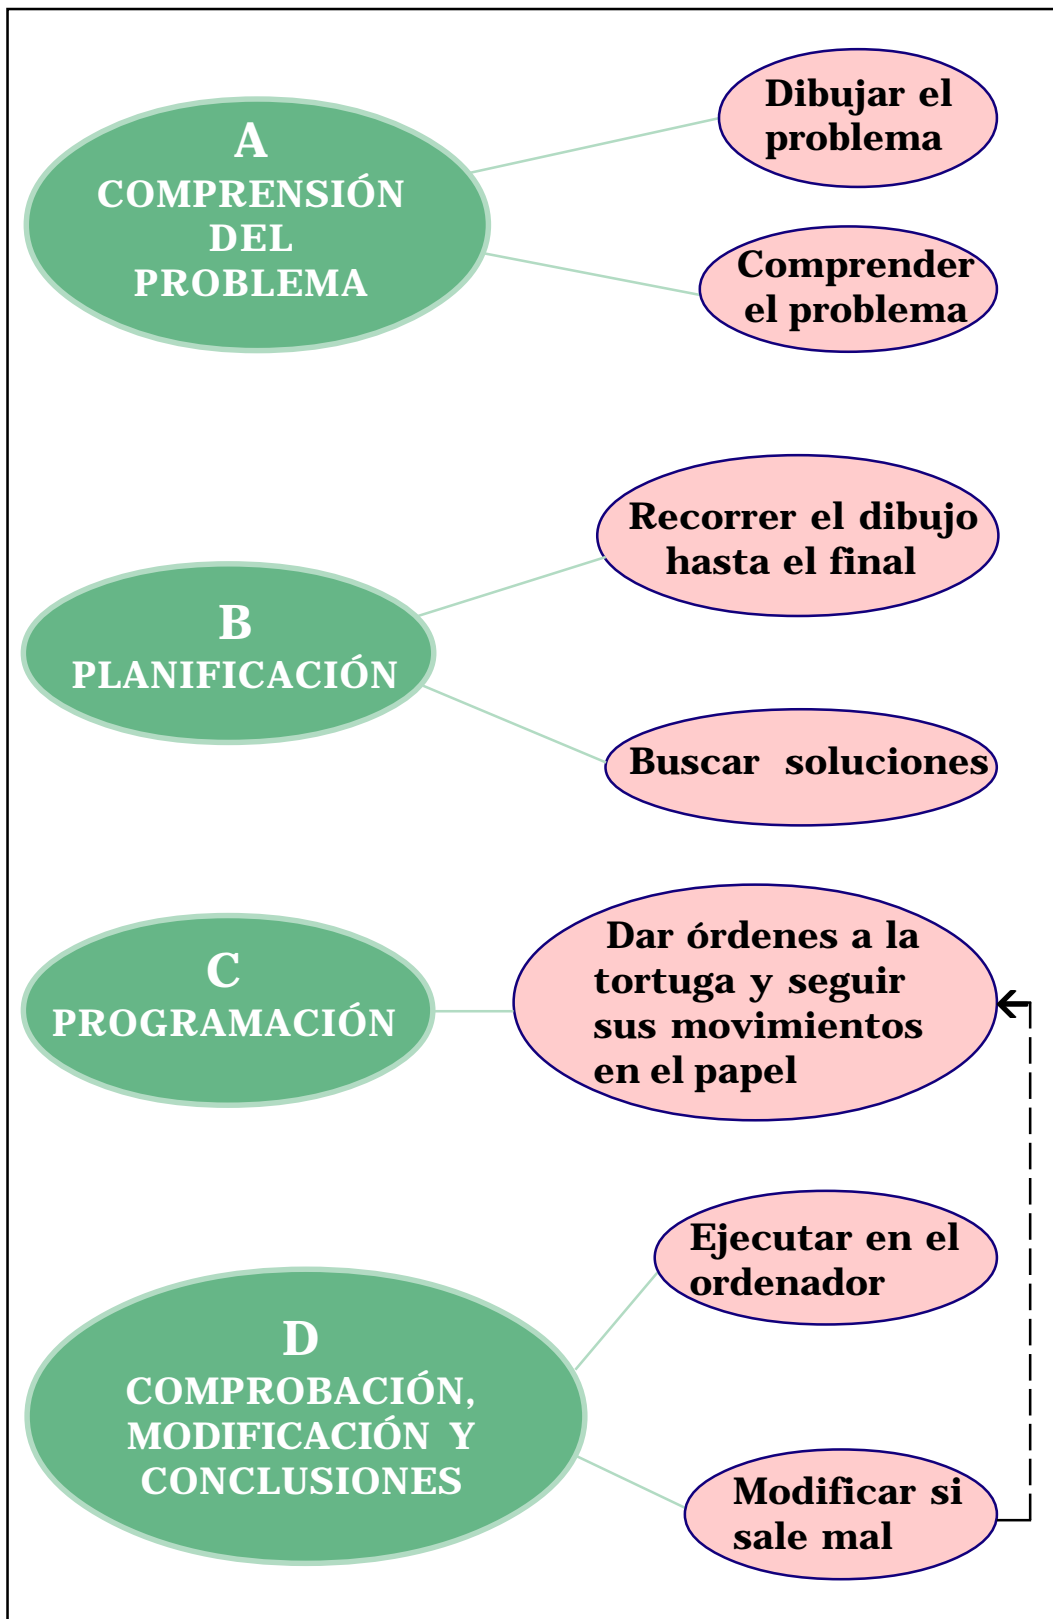 A
COMPRENSIÓN
DEL
PROBLEMA
Dibujar el
problema
Comprender
el problema
B
PLANIFICACIÓN
Recorrer el dibujo
hasta el final
Buscar soluciones
C
PROGRAMACIÓN
Dar órdenes a la
tortuga y seguir
sus movimientos
en el papel
D
COMPROBACIÓN,
MODIFICACIÓN Y
CONCLUSIONES
Ejecutar en el
ordenador
Modificar si
sale mal